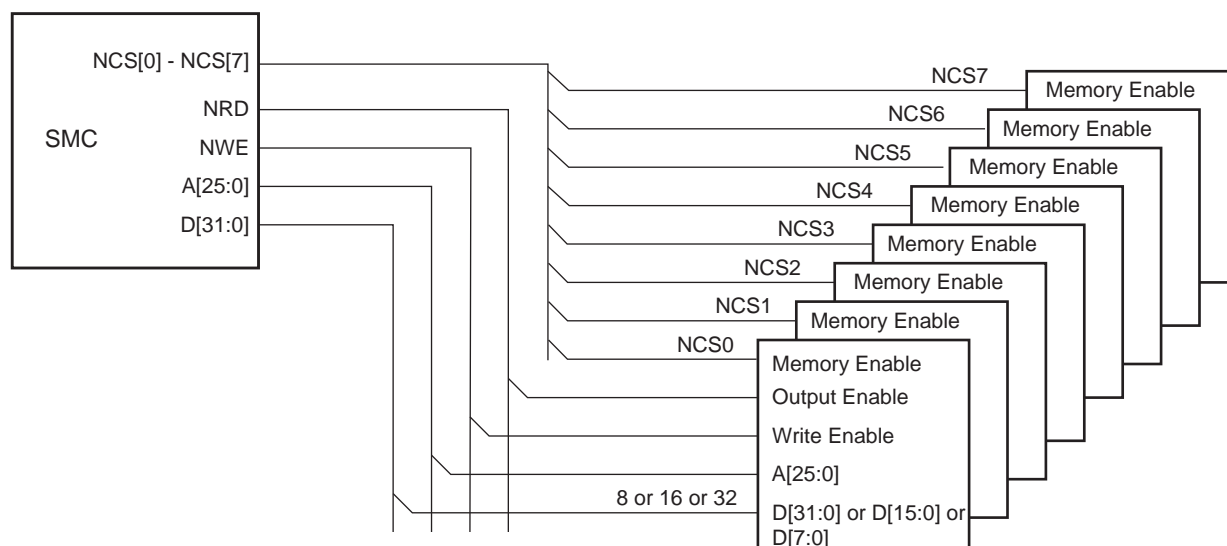 NCS[0] - NCS[7]
NRD
SMC
NWE
A[25:0]
D[31:0]
NCS7
Memory Enable
NCS6
Memory Enable
NCS5
Memory Enable
NCS4
Memory Enable
NCS3
Memory Enable
NCS2
Memory Enable
NCS1
Memory Enable
NCS0
Memory Enable
Output Enable
Write Enable
A[25:0]
8 or 16 or 32
D[31:0] or D[15:0] or
D[7:0]